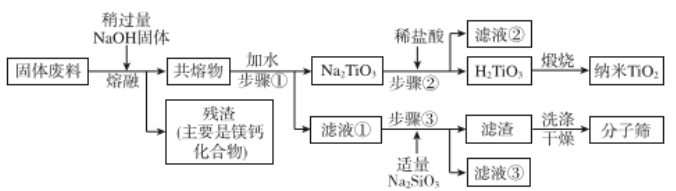 稍过量
NaOH固体
固体废料
熔融
共熔物
加水
步骤①
Na₂TiO₃
稀盐酸
步骤②
滤液②
H₂TiO₃
煅烧
纳米TiO₂
残渣
(主要是镁钙
化合物)
滤液①
步骤③
适量
Na₂SiO₃
滤渣
洗涤
干燥
分子筛
滤液③